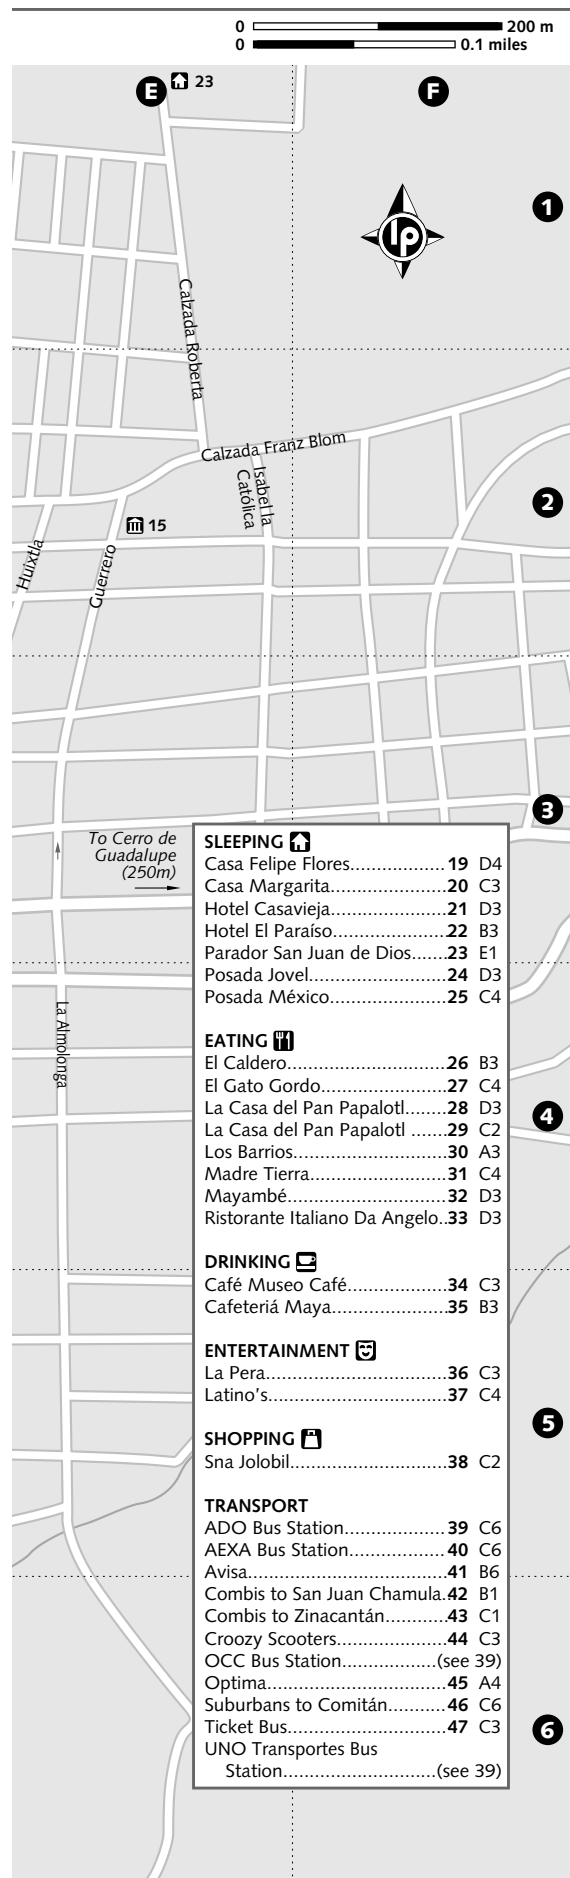 0 200 m
0 0.1 miles
E 23 F
1
Calzada Roberta
Calzada Franz Blom
Isabel la
Católica
2
15
Huixtla
Guerrero
3
To Cerro de
Guadalupe
(250m)
La Almolonga
lp
SLEEPING
Casa Felipe Flores...................19 D4
Casa Margarita.......................20 C3
Hotel Casavieja.......................21 D3
Hotel El Paraíso.......................22 B3
Parador San Juan de Dios.......23 E1
Posada Jovel...........................24 D3
Posada México.......................25 C4
EATING
El Caldero................................26 B3
El Gato Gordo.........................27 C4
La Casa del Pan Papalotl........28 D3
La Casa del Pan Papalotl .......29 C2
Los Barrios...............................30 A3
Madre Tierra...........................31 C4
Mayambé................................32 D3
Ristorante Italiano Da Angelo..33 D3
4
DRINKING
Café Museo Café....................34 C3
Cafeteriá Maya.......................35 B3
ENTERTAINMENT
La Pera.....................................36 C3
Latino's....................................37 C4
5
SHOPPING
Sna Jolobil................................38 C2
TRANSPORT
ADO Bus Station....................39 C6
AEXA Bus Station...................40 C6
Avisa........................................41 B6
Combis to San Juan Chamula.42 B1
Combis to Zinacantán............43 C1
Croozy Scooters......................44 C3
OCC Bus Station...................(see 39)
Optima....................................45 A4
Suburbans to Comitán...........46 C6
Ticket Bus................................47 C3
UNO Transportes Bus
Station............................(see 39)
6